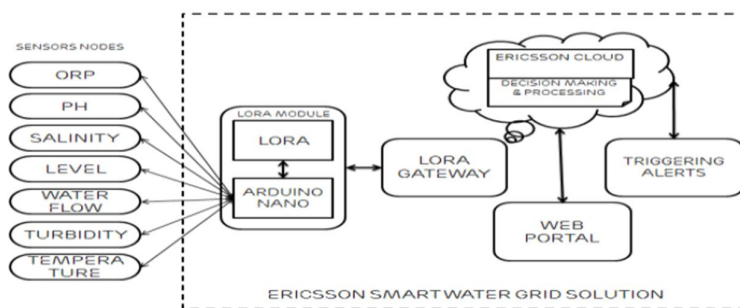 SENSORS NODES
ORP
PH
SALINITY
LEVEL
WATER
FLOW
TURBIDITY
TEMPERA
TURE
LORA MODULE
LORA
ARDUINO
NANO
LORA
GATEWAY
ERICSSON CLOUD
DECISION MAKING
& PROCESSING
WEB
PORTAL
TRIGGERING
ALERTS
ERICSSON SMARTWATER GRID SOLUTION